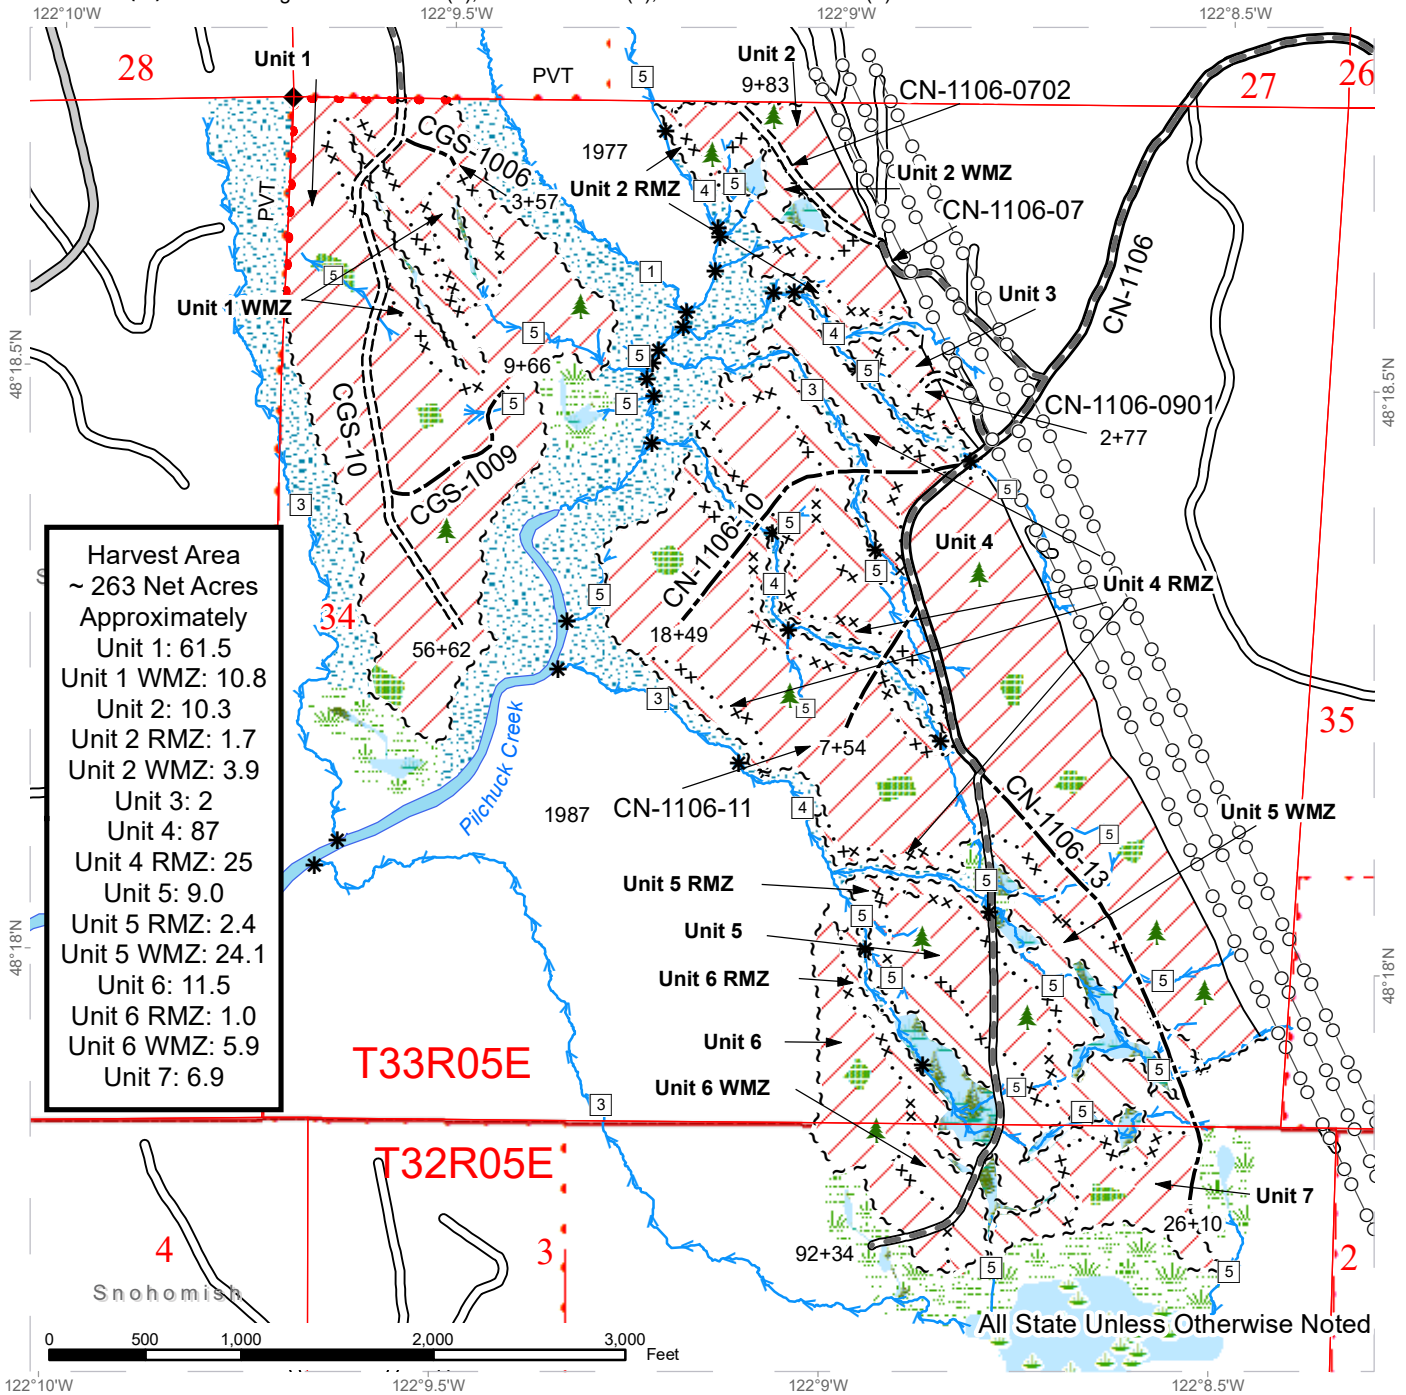 122°10'W
122°9.5'W
122°9'W
122°8.5'W
28
Unit 1
PVT
5
Unit 2
9+83
CN-1106-0702
27
26
CGS-1006
3+57
1977
Unit 2 RMZ
4
5
Unit 2 WMZ
CN-1106-07
PVT
CN-1106
5
Unit 1 WMZ
1
Unit 3
5
5
4
5
48°18.5'N
48°18.5'N
9+66
3
5
5
CN-1106-0901
2+77
CGS-10
CGS-1009
3
CN-1106-10
5
5
Unit 4
Harvest Area
~ 263 Net Acres
Approximately
Unit 1: 61.5
Unit 1 WMZ: 10.8
Unit 2: 10.3
Unit 2 RMZ: 1.7
Unit 2 WMZ: 3.9
Unit 3: 2
Unit 4: 87
Unit 4 RMZ: 25
Unit 5: 9.0
Unit 5 RMZ: 2.4
Unit 5 WMZ: 24.1
Unit 6: 11.5
Unit 6 RMZ: 1.0
Unit 6 WMZ: 5.9
Unit 7: 6.9
5
4
5
Unit 4 RMZ
34
56+62
18+49
3
5
35
7+54
Pilchuck Creek
1987
CN-1106-11
4
CN-1106-13
5
Unit 5 WMZ
Unit 5 RMZ
5
5
Unit 5
48°18'N
48°18'N
Unit 6 RMZ
5
5
5
Unit 6
T33R05E
5
5
Unit 6 WMZ
3
5
T32R05E
Unit 7
26+10
4
3
92+34
2
5
5
Snohomish
All State Unless Otherwise Noted
0
500
1,000
2,000
3,000
Feet
122°10'W
122°9.5'W
122°9'W
122°8.5'W